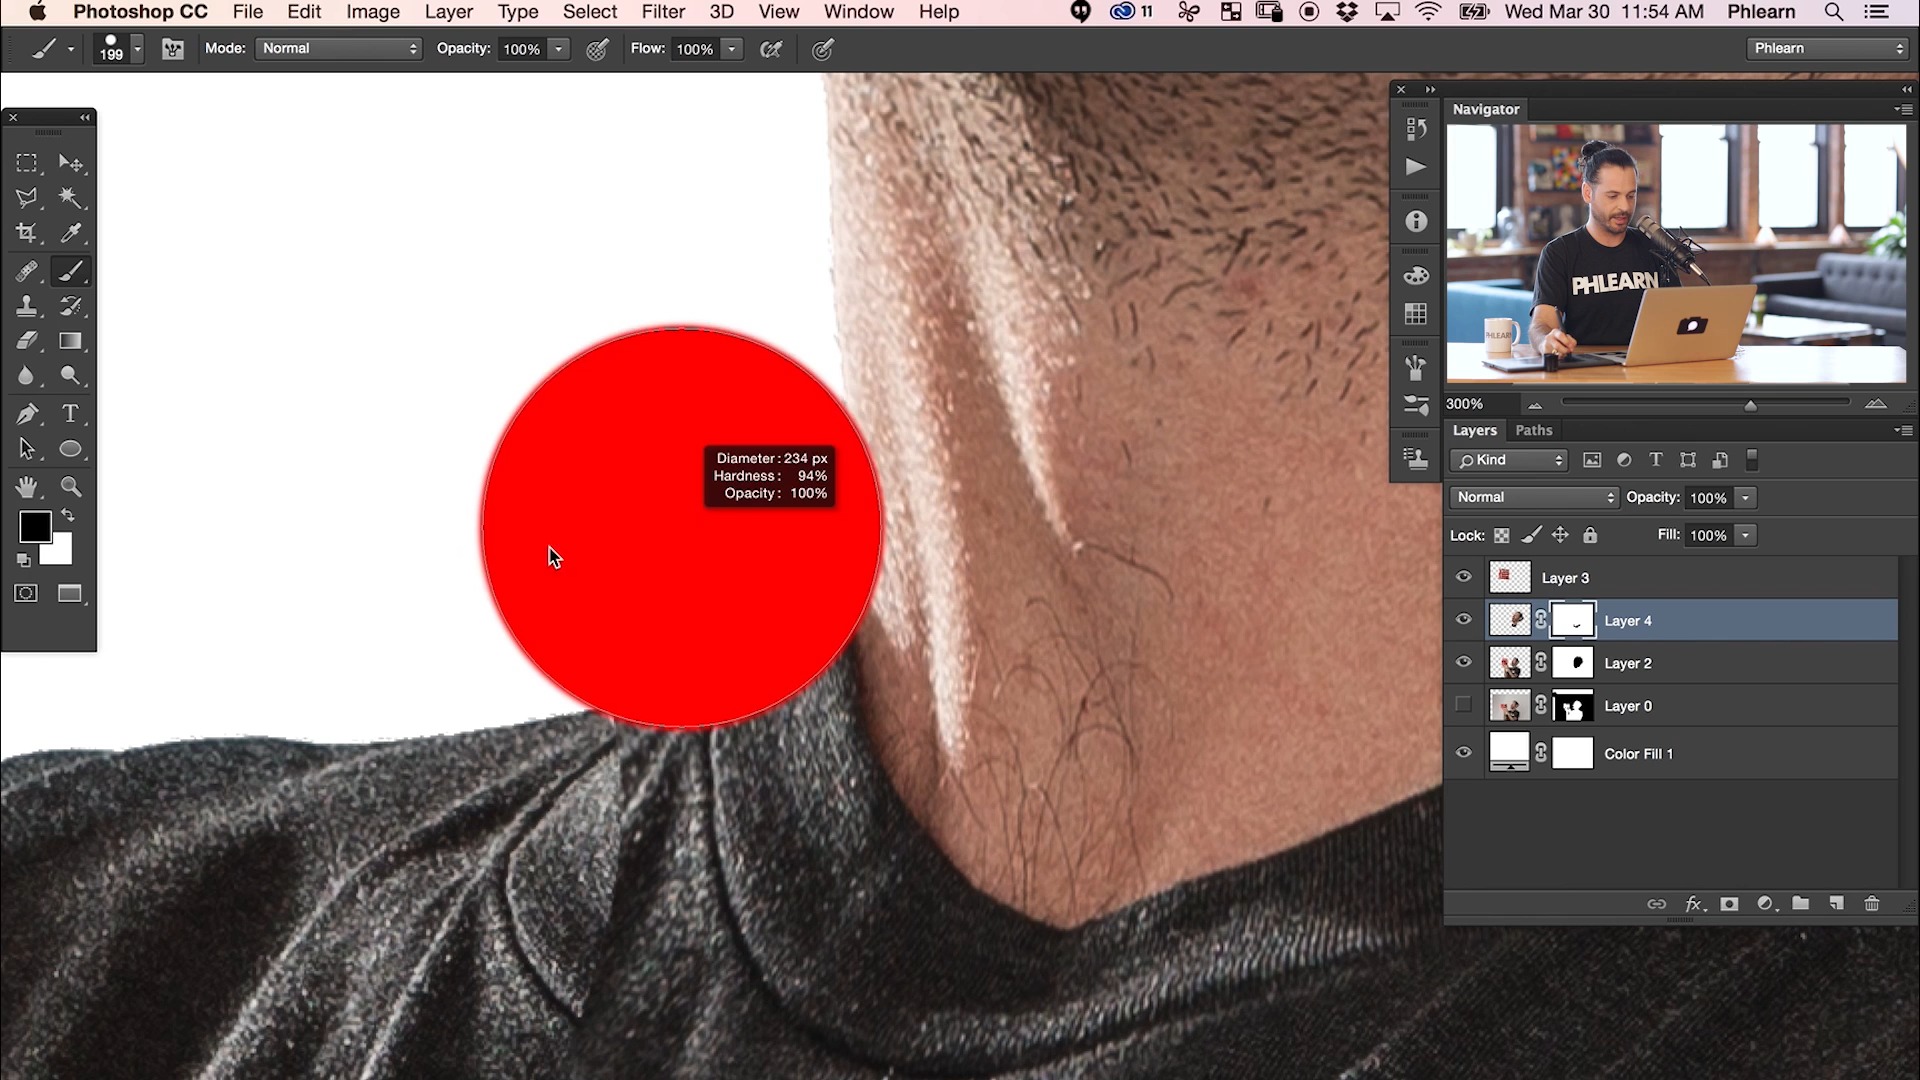 Photoshop CC File Edit Image Layer Type Select Filter 3D View Window Help 11 Wed Mar 30 11:54 AM Phlearn
199 Mode: Normal Opacity: 100% Flow: 100% Phlearn
Navigator
PHLEARN
PHLEARN
300%
Layers Paths
Kind
Normal Opacity: 100%
Lock: Fill: 100%
Layer 3
Layer 4
Layer 2
Layer 0
Color Fill 1
fx
T
T
Diameter: 234 px
Hardness: 94%
Opacity: 100%